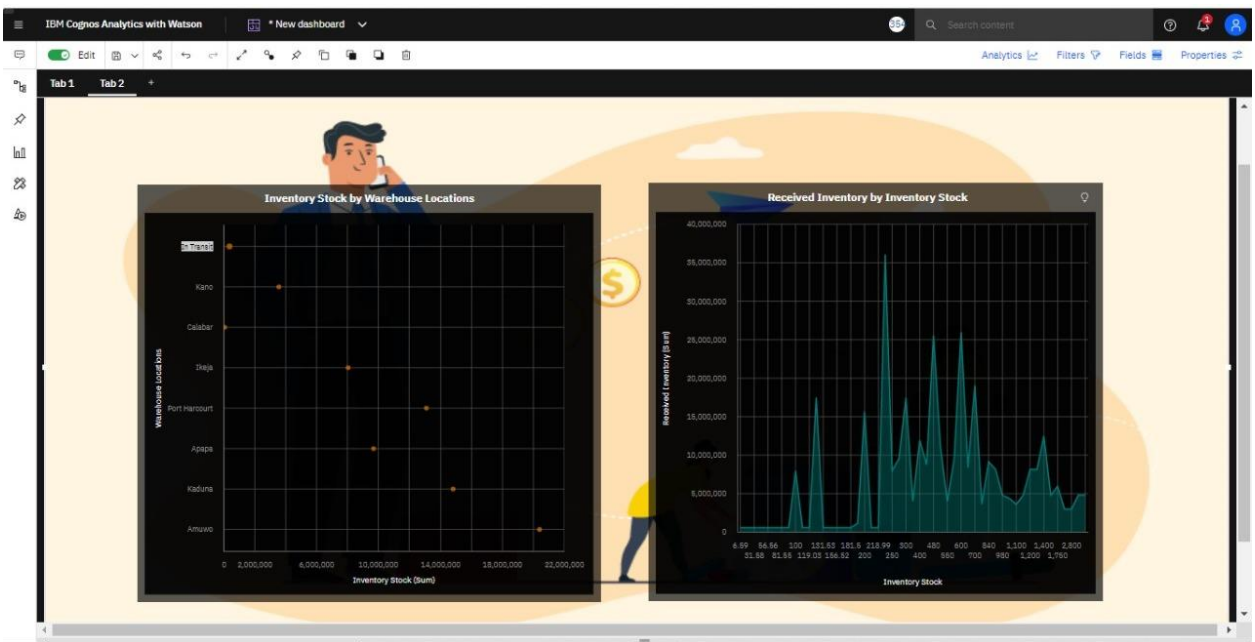 IBM Cognos Analytics with Watson
* New dashboard
35+
Search content
1
Edit
Analytics
Filters
Fields
Properties
Tab 1
Tab 2
+
Inventory Stock by Warehouse Locations
Warehouse Locations
In Transit
Kano
Calabar
Ikeja
Port Harcourt
Apapa
Kaduna
Amuwo
0 2,000,000 6,000,000 10,000,000 14,000,000 18,000,000 22,000,000
Inventory Stock (Sum)
$
Received Inventory by Inventory Stock
Received Inventory (Sum)
40,000,000
35,000,000
30,000,000
25,000,000
20,000,000
15,000,000
10,000,000
5,000,000
0
6.59 56.56 100 131.53 181.5 218.99 300 480 600 840 1,100 1,400 2,800
31.58 81.55 119.03 156.52 200 250 400 550 700 950 1,200 1,750
Inventory Stock